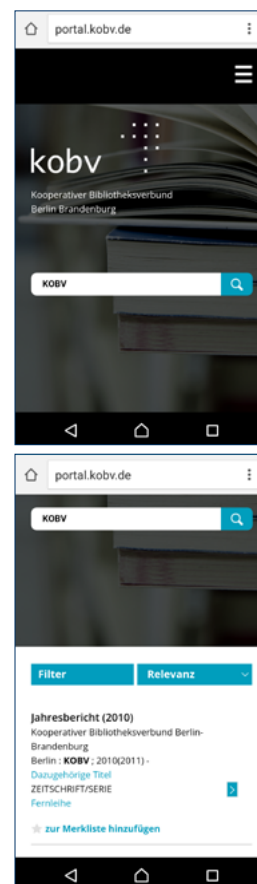 portal.kobv.de
kobv
Kooperativer Bibliotheksverbund
Berlin Brandenburg
KOBV
portal.kobv.de
KOBV
Filter
Relevanz
Jahresbericht (2010)
Kooperativer Bibliotheksverbund Berlin-
Brandenburg
Berlin : KOBV ; 2010(2011) -
Dazugehörige Titel
ZEITSCHRIFT/SERIE
Fernleihe
zur Merkliste hinzufügen